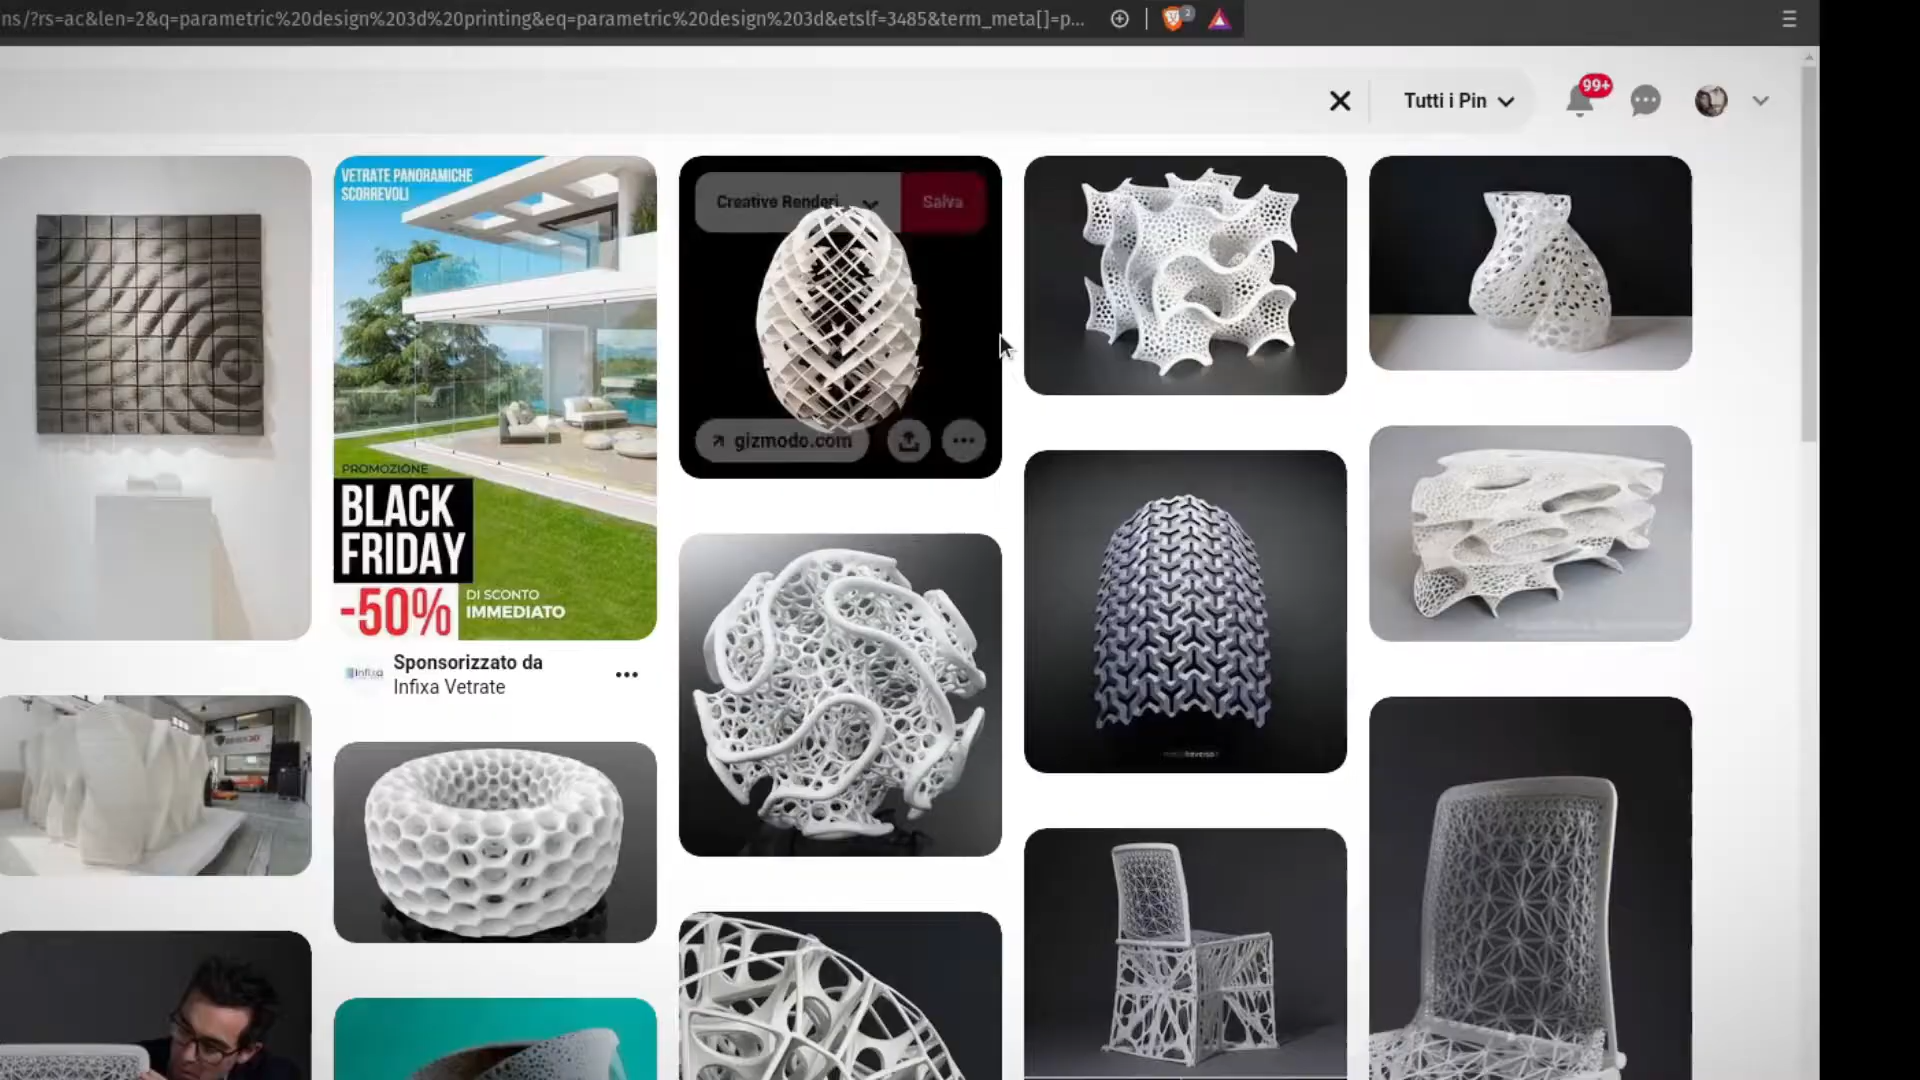 ns/?rs=ac&len=2&q=parametric%20design%203d%20printing&eq=parametric%20design%203d&etslf=3485&term_meta[]=p...
2
Tutti i Pin
99+
VETRATE PANORAMICHE
SCORREVOLI
PROMOZIONE
BLACK
FRIDAY
-50%
DI SCONTO
IMMEDIATO
Sponsorizzato da
Infixa Vetrate
Infixa
Creative Renderi
Salva
gizmodo.com